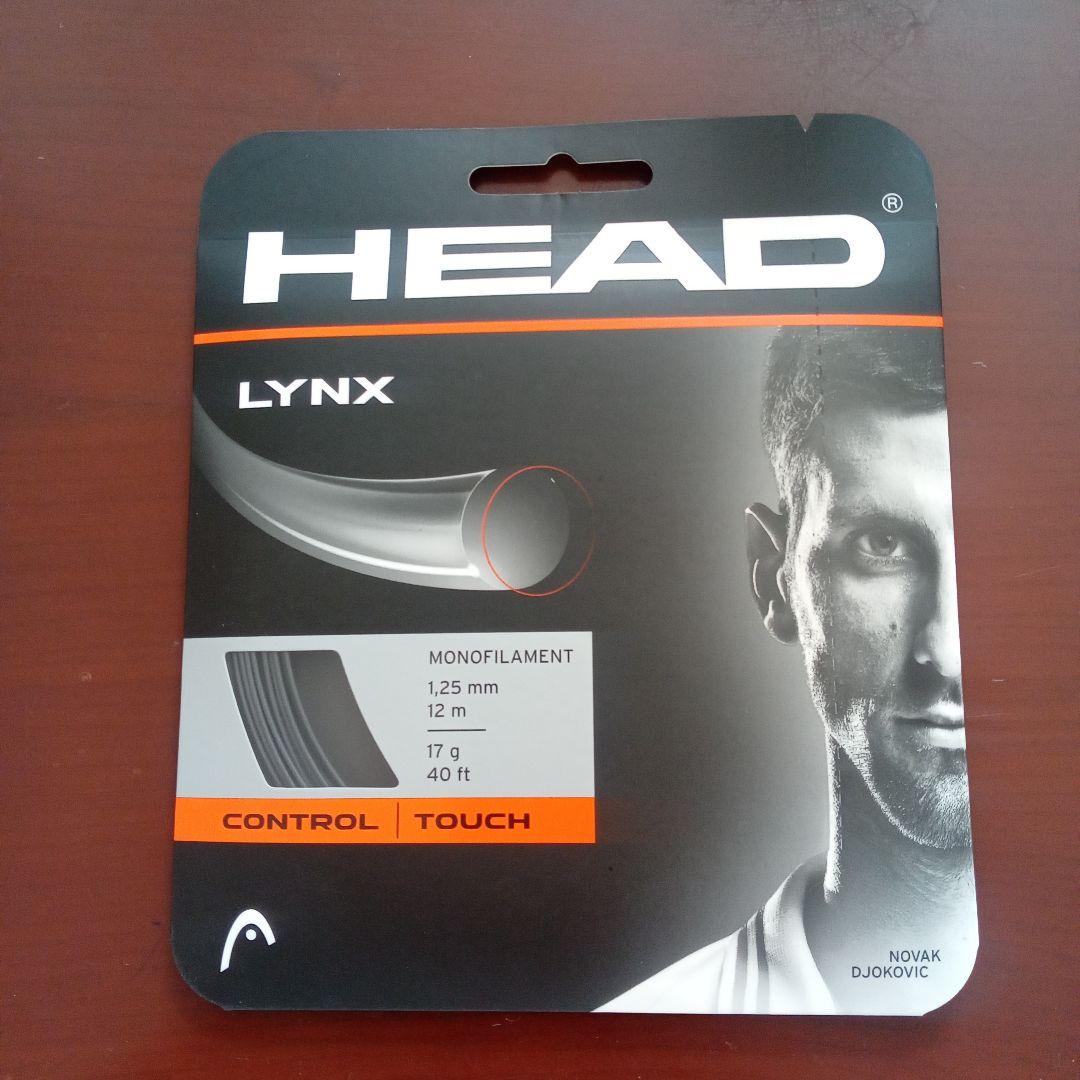 HEAD®
LYNX
MONOFILAMENT
1,25 mm
12 m
17 g
40 ft
CONTROL | TOUCH
NOVAK
DJOKOVIC